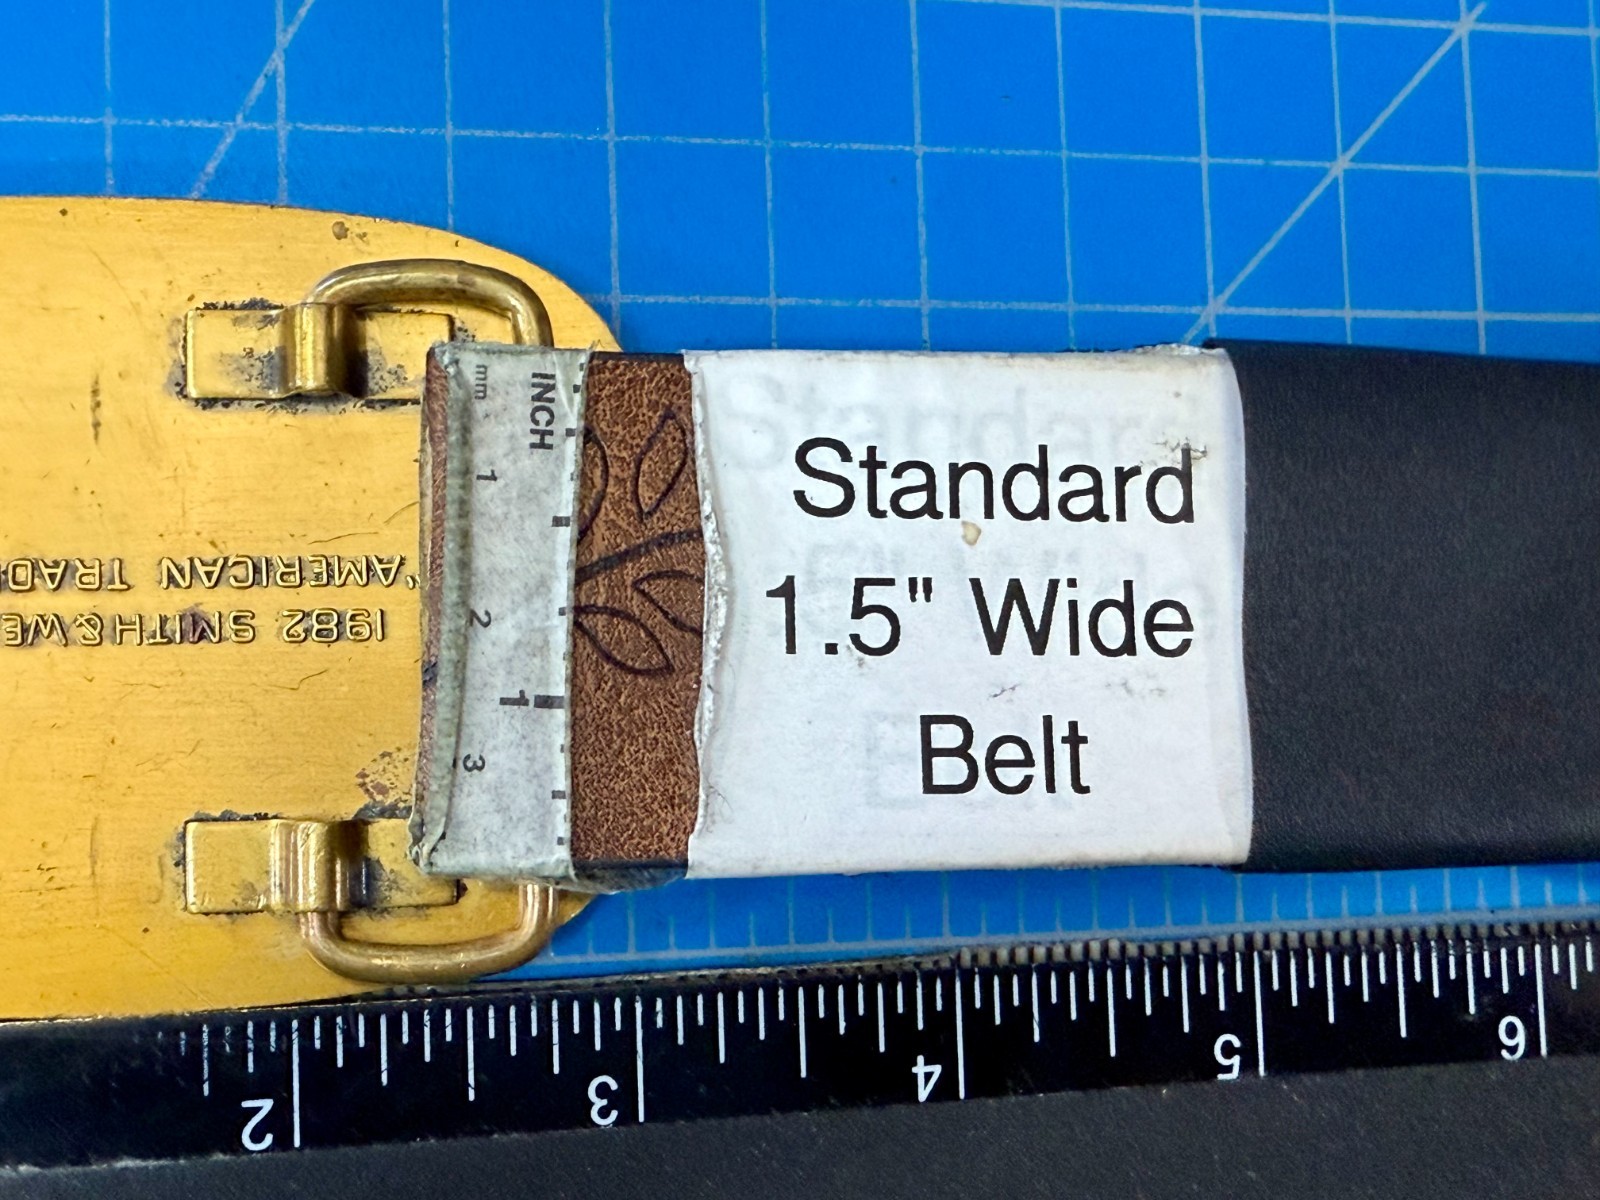 Standard
1.5" Wide
Belt
INCH
mm
1
2
3
1
"AMERICAN
1982 SMITH & WE
2
3
4
5
6